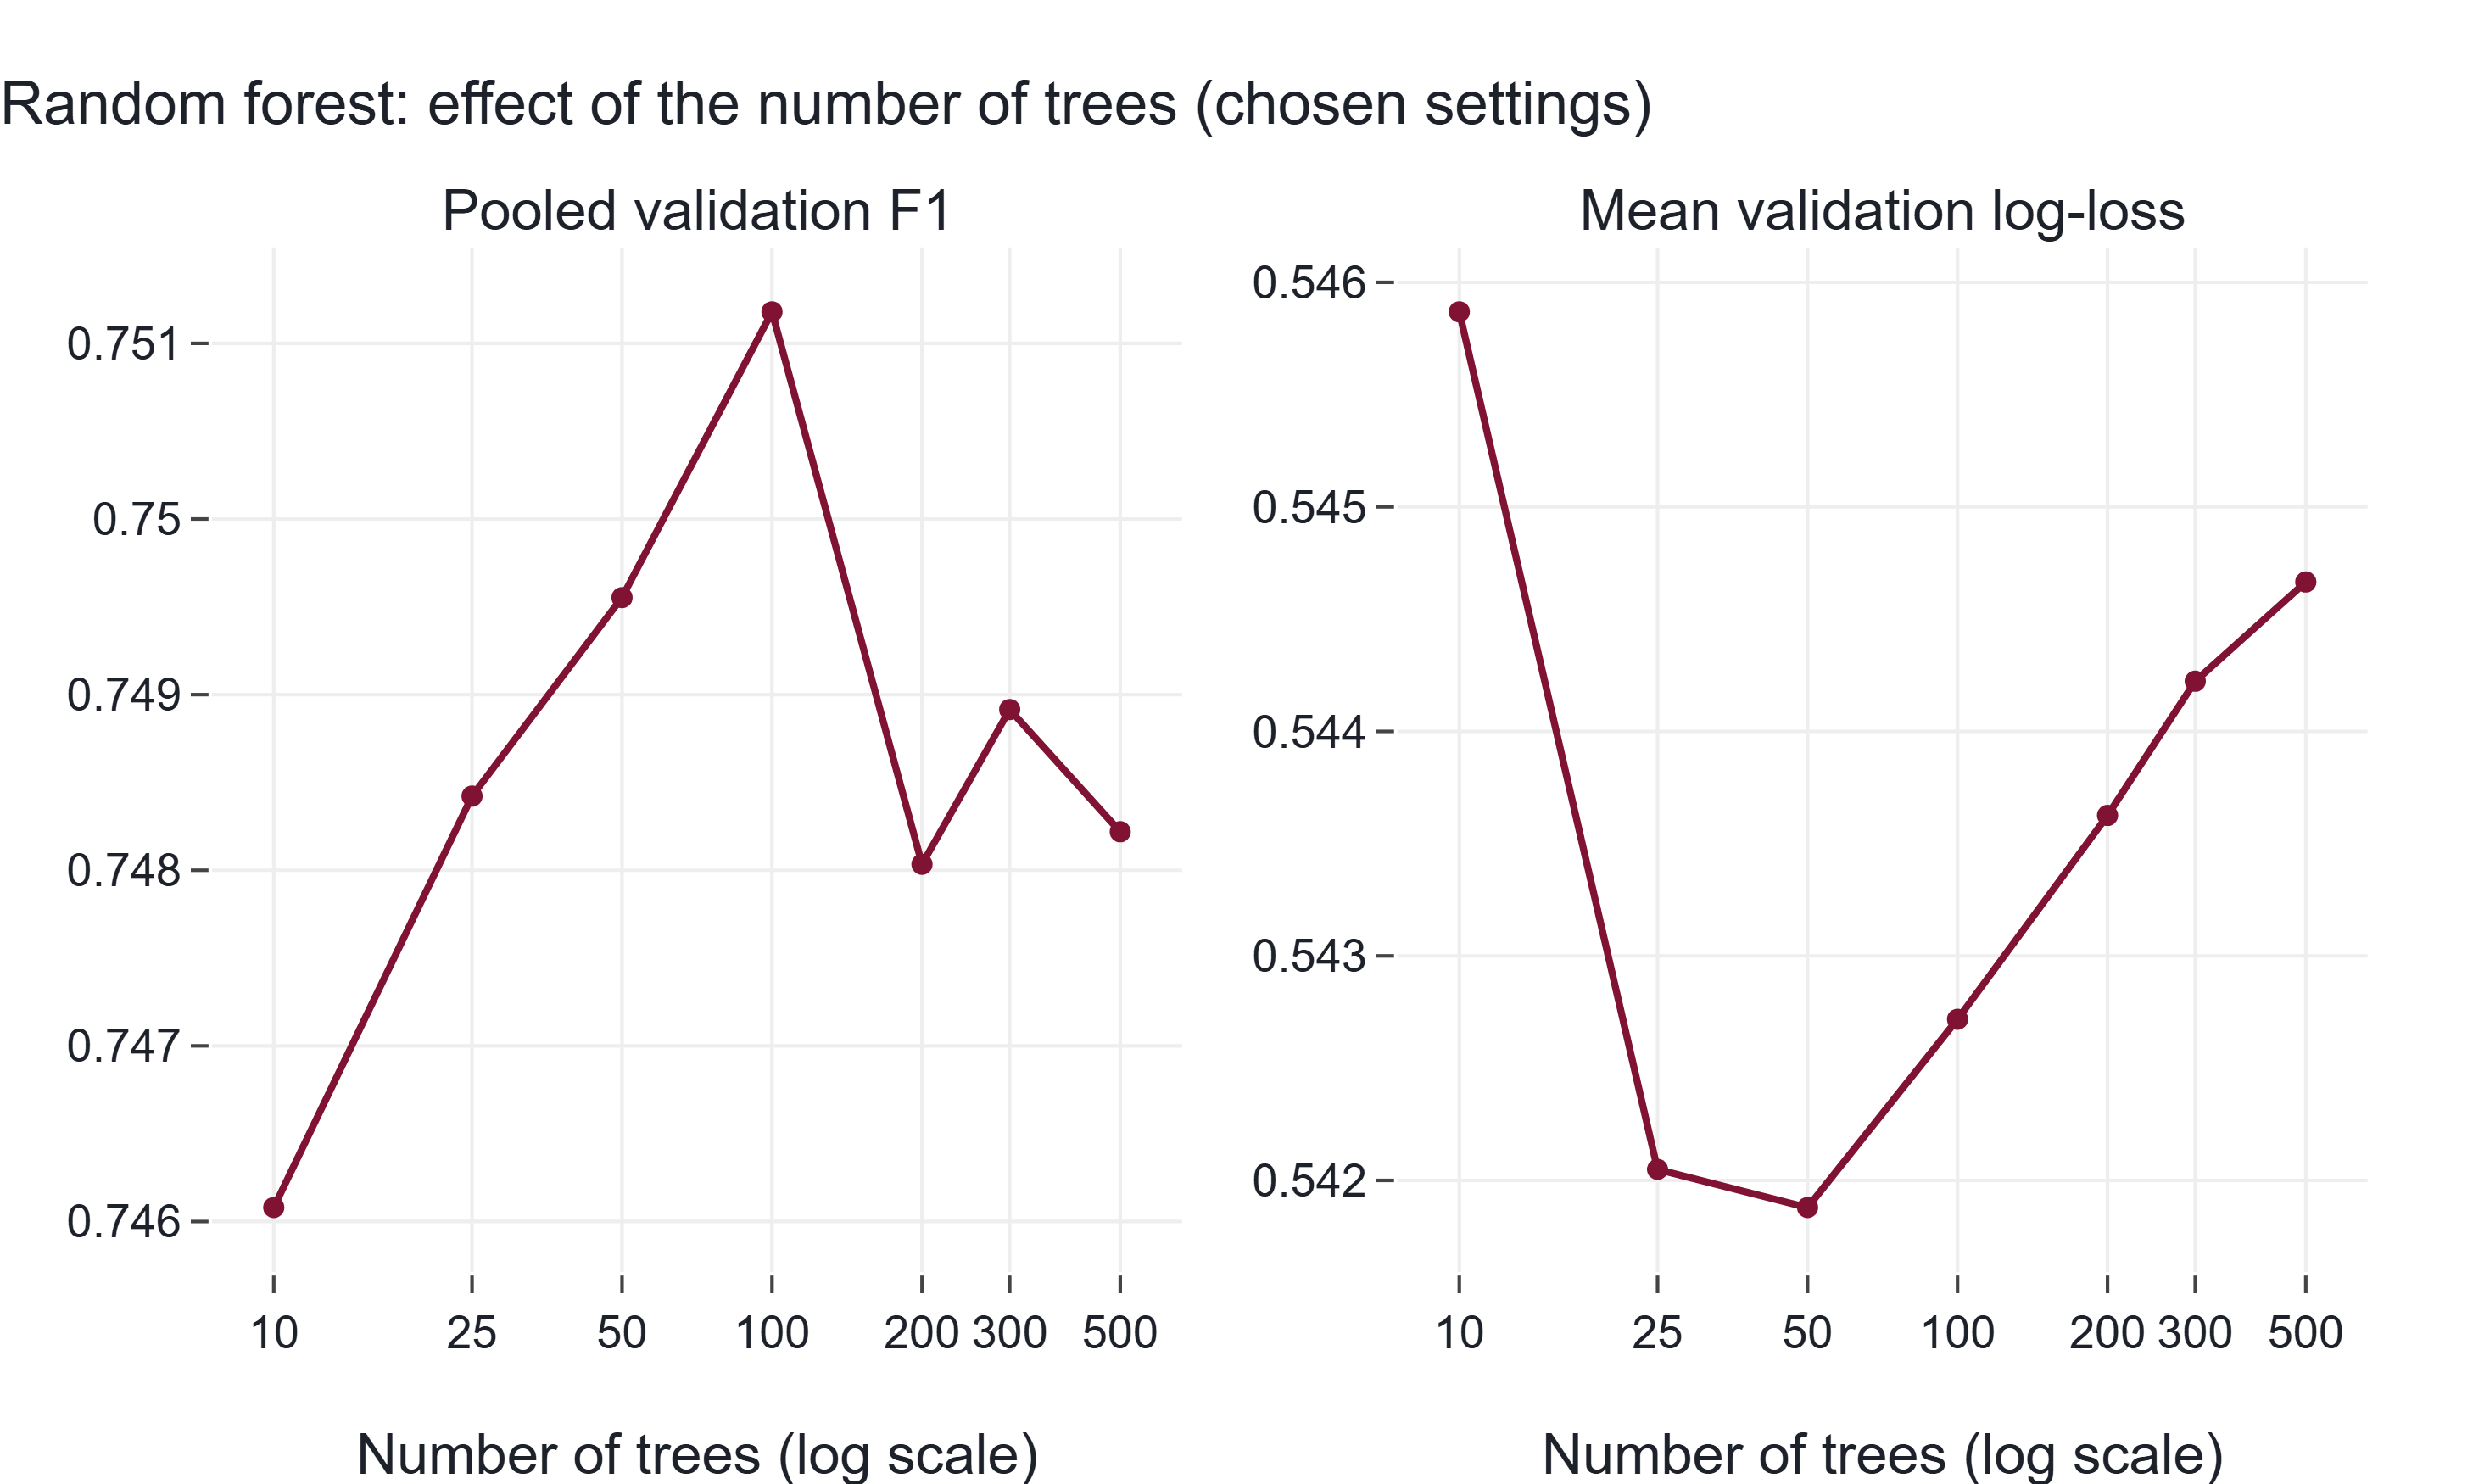 Random forest: effect of the number of trees (chosen settings)
Pooled validation F1
0.751
0.75
0.749
0.748
0.747
0.746
10 25 50 100 200 300 500
Number of trees (log scale)
Mean validation log-loss
0.546
0.545
0.544
0.543
0.542
10 25 50 100 200 300 500
Number of trees (log scale)